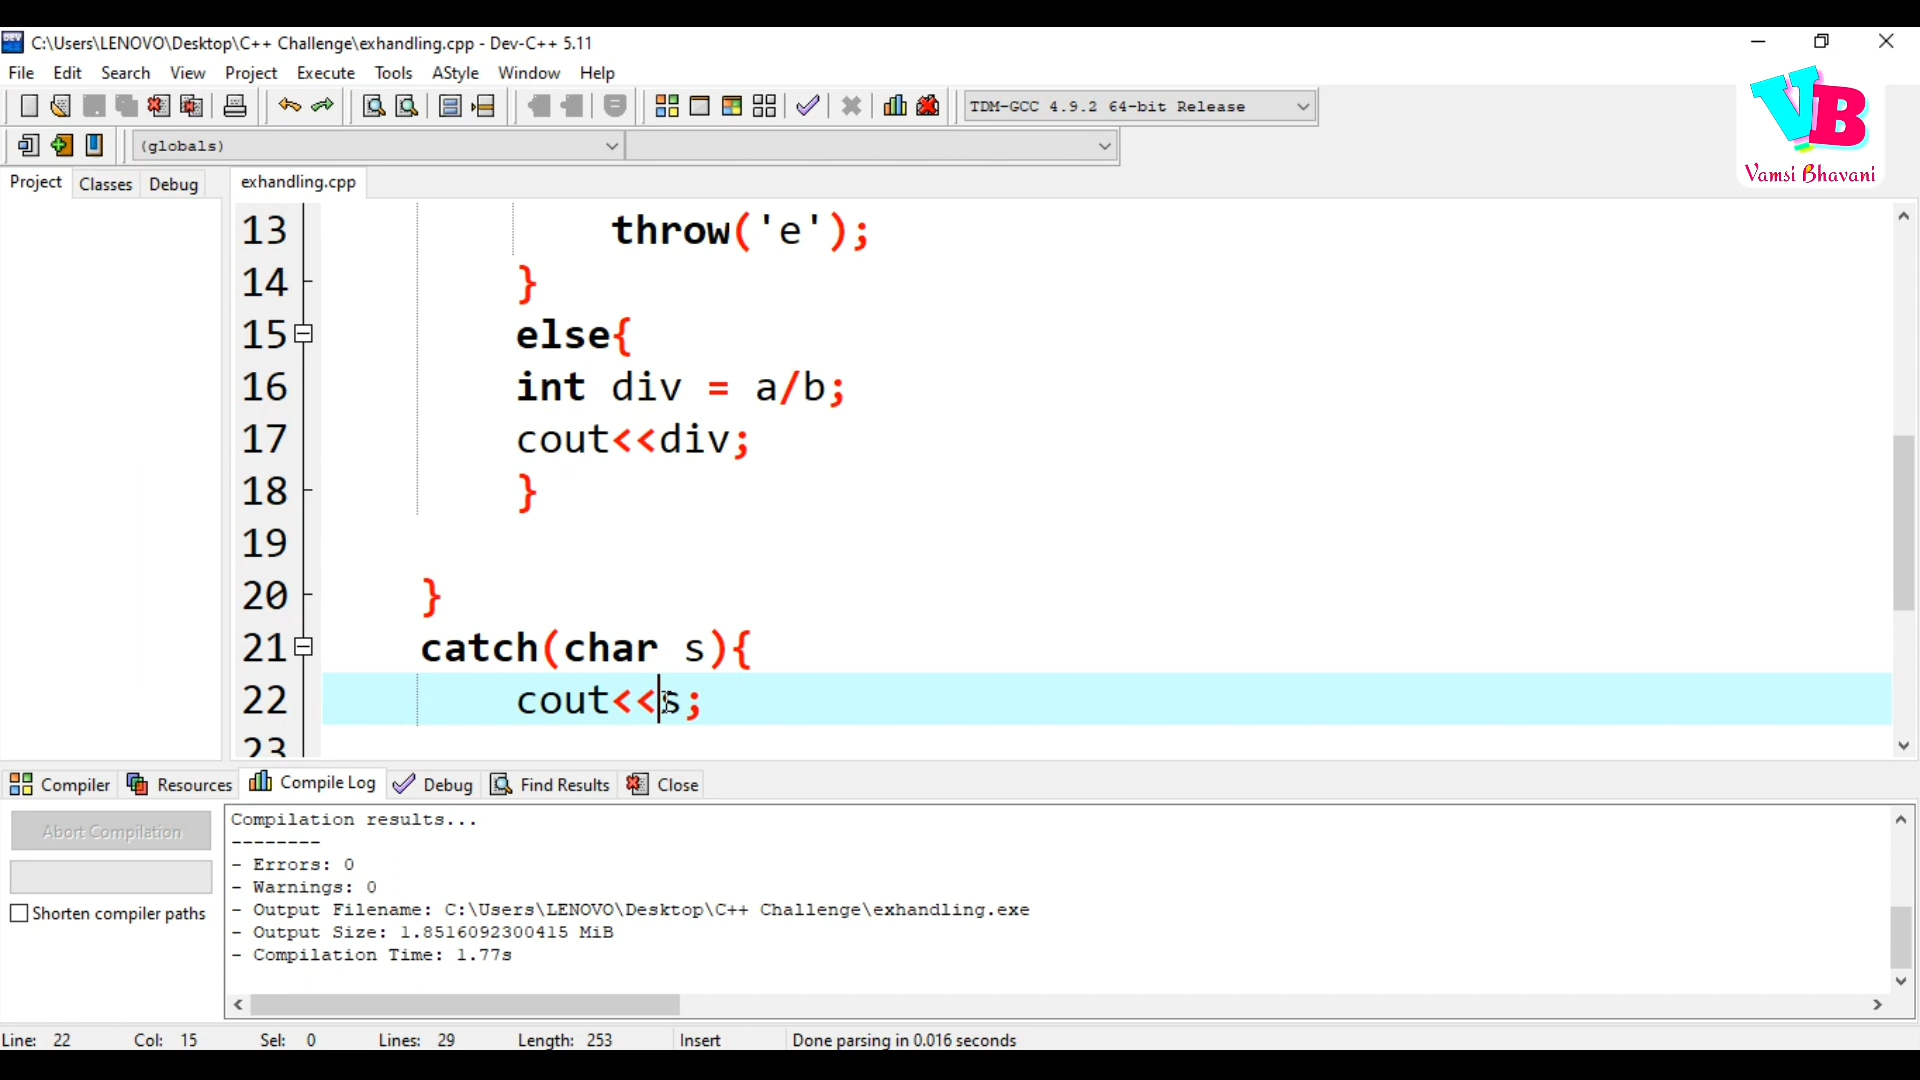 C:\Users\LENOVO\Desktop\C++ Challenge\exhandling.cpp - Dev-C++ 5.11
File Edit Search View Project Execute Tools AStyle Window Help
TDM-GCC 4.9.2 64-bit Release
VB
Vamsi Bhavani
(globals)
Project Classes Debug exhandling.cpp
13 throw('e');
14 }
15 else{
16 int div = a/b;
17 cout<<div;
18 }
19
20 }
21 catch(char s){
22 cout<<s;
23
Compiler Resources Compile Log Debug Find Results Close
Abort Compilation
Shorten compiler paths
Compilation results...
--------
- Errors: 0
- Warnings: 0
- Output Filename: C:\Users\LENOVO\Desktop\C++ Challenge\exhandling.exe
- Output Size: 1.8516092300415 MiB
- Compilation Time: 1.77s
Line: 22 Col: 15 Sel: 0 Lines: 29 Length: 253 Insert Done parsing in 0.016 seconds